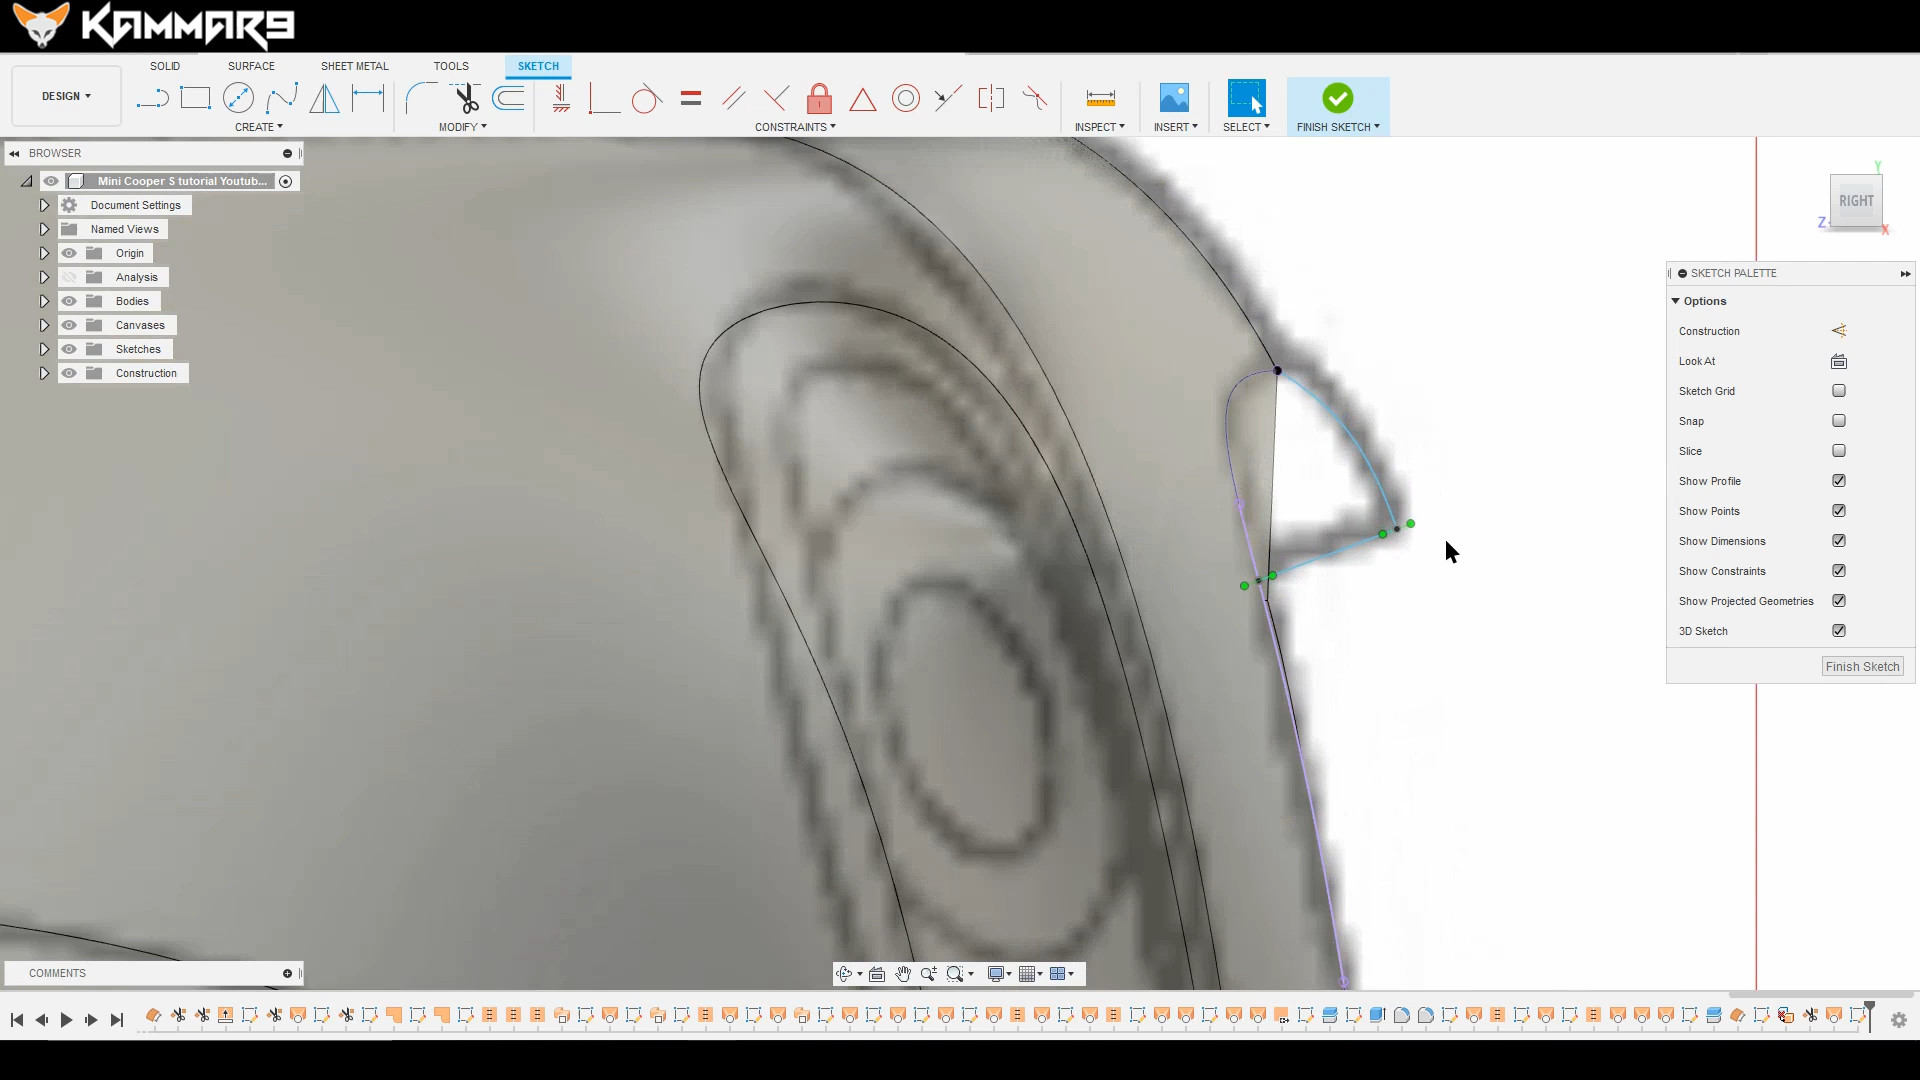 KAMMAR9
SOLID SURFACE SHEET METAL TOOLS SKETCH
DESIGN
CREATE MODIFY CONSTRAINTS INSPECT INSERT SELECT FINISH SKETCH
BROWSER
Mini Cooper S tutorial Youtub...
Document Settings
Named Views
Origin
Analysis
Bodies
Canvases
Sketches
Construction
Y
RIGHT
Z
X
SKETCH PALETTE
Options
Construction
Look At
Sketch Grid
Snap
Slice
Show Profile
Show Points
Show Dimensions
Show Constraints
Show Projected Geometries
3D Sketch
Finish Sketch
COMMENTS